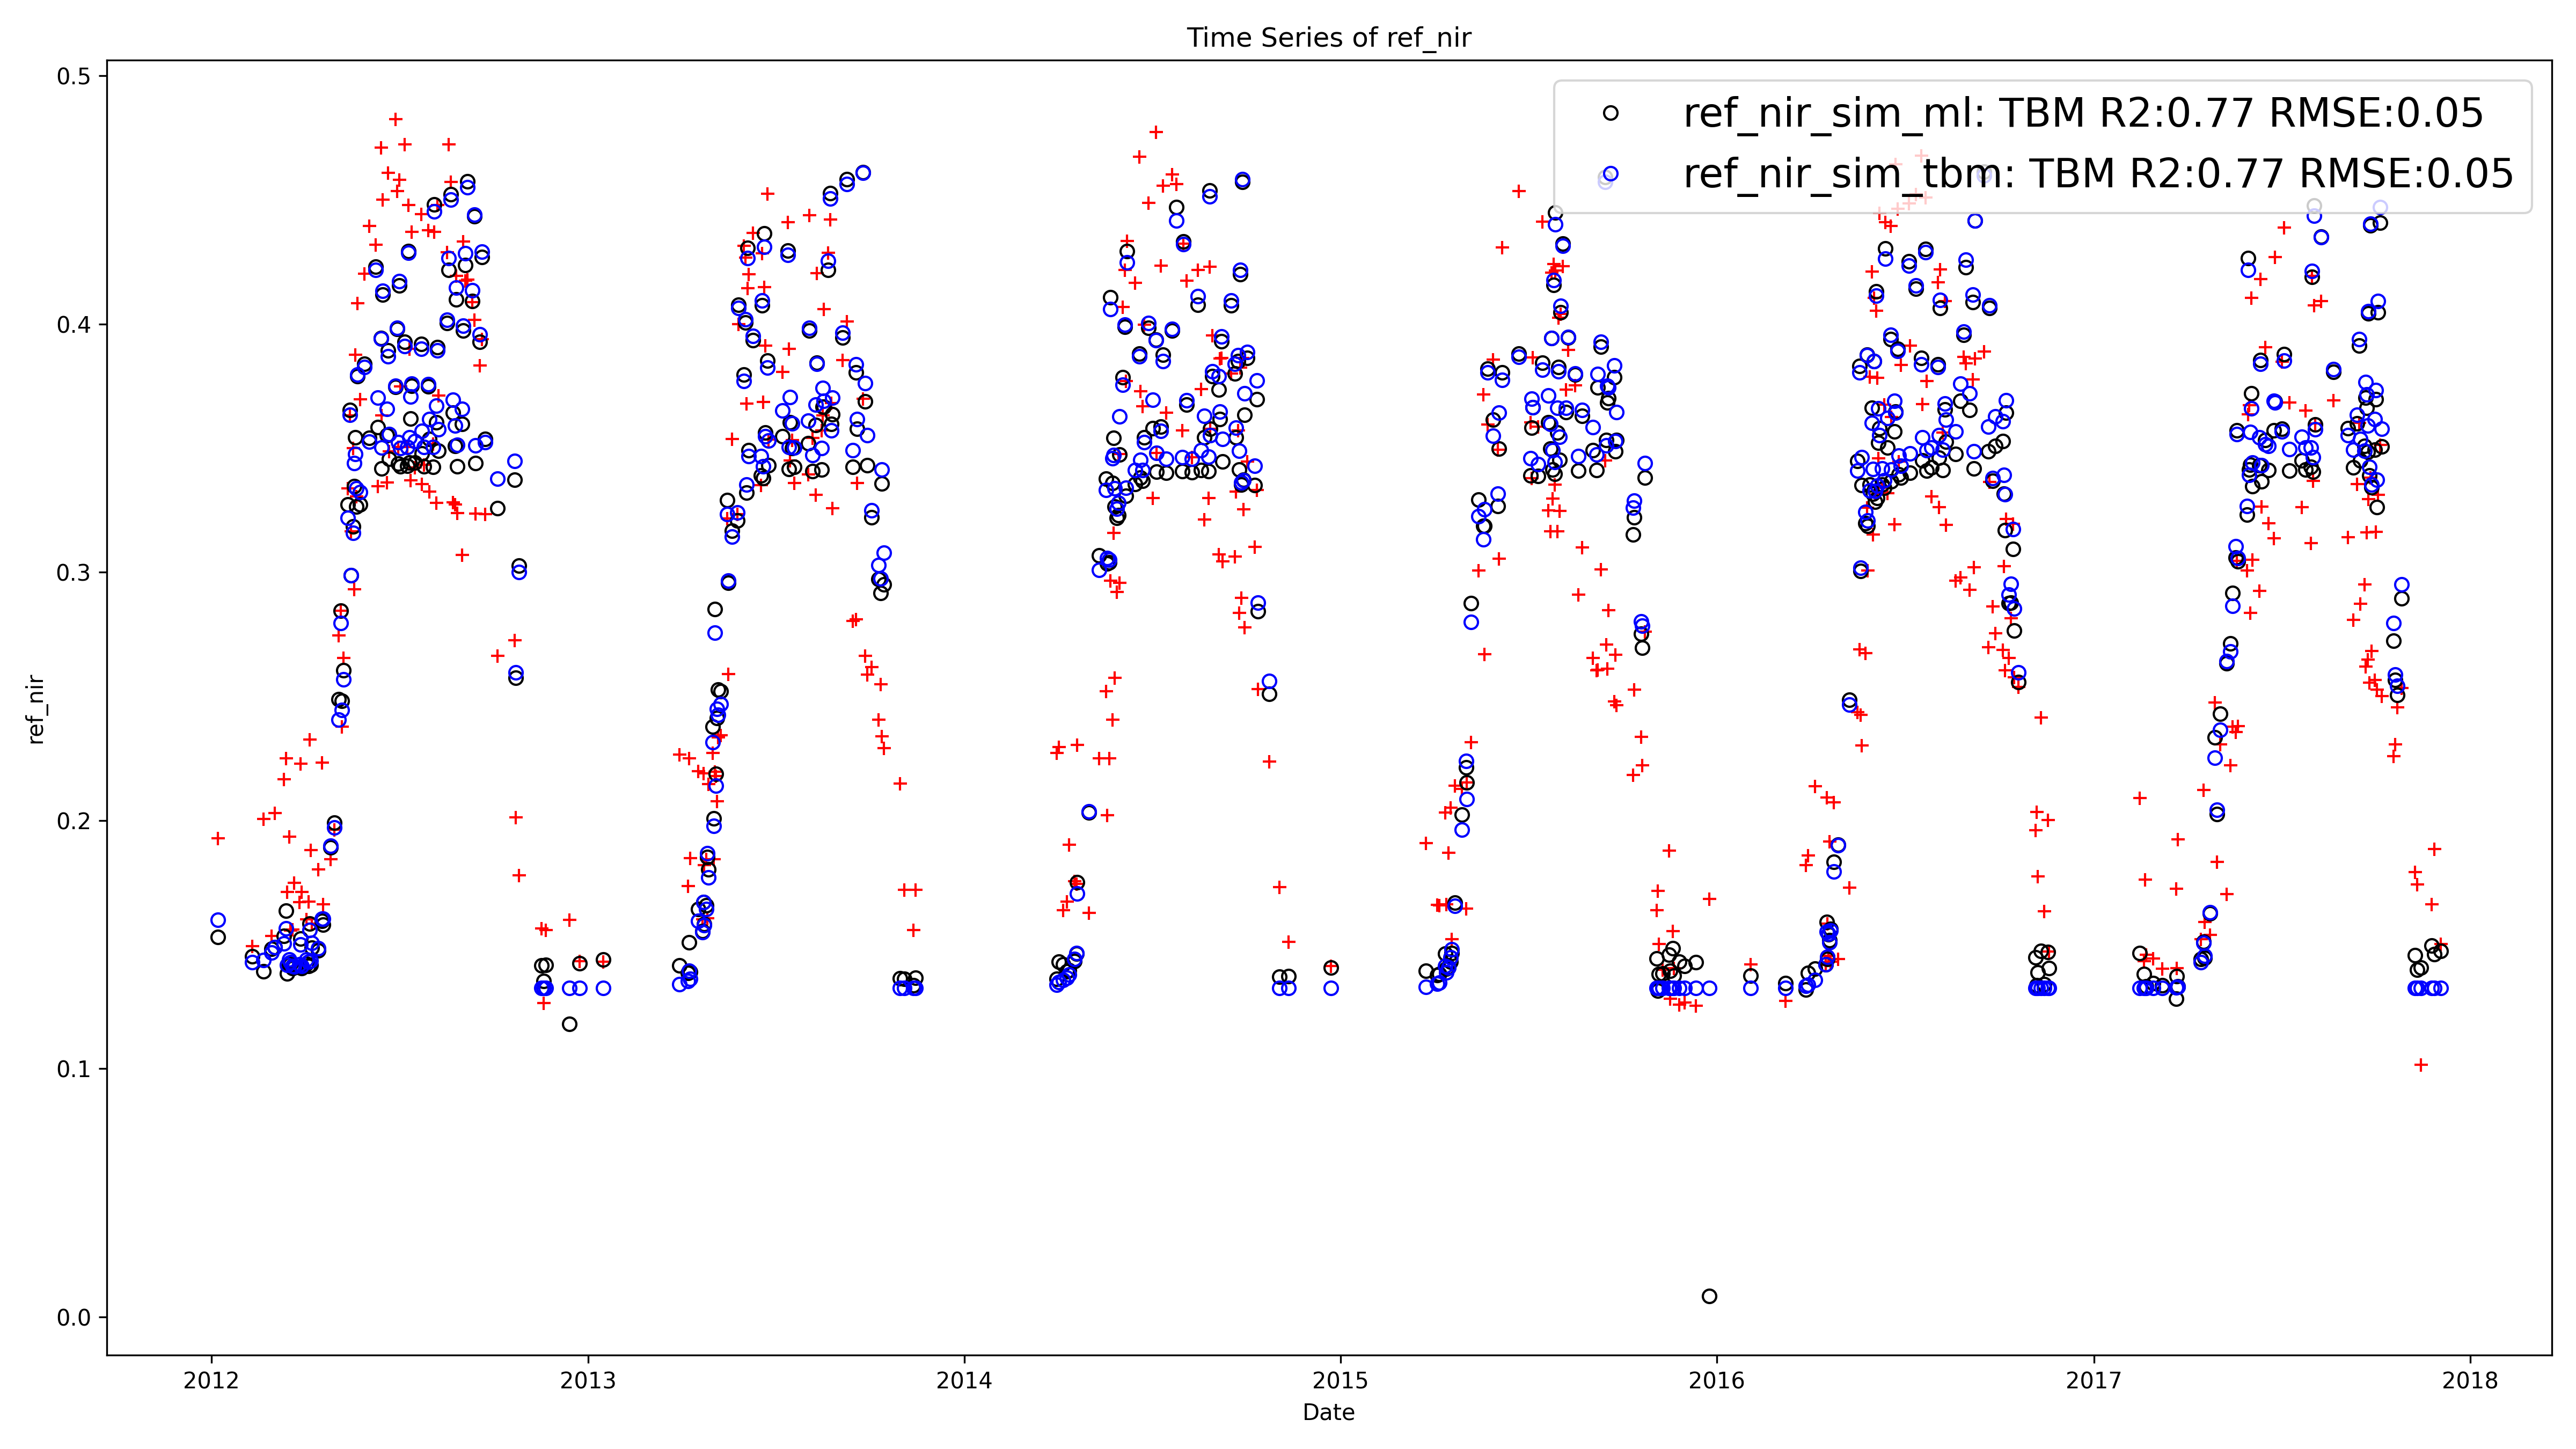 Time Series of ref_nir
ref_nir_sim_ml: TBM R2:0.77 RMSE:0.05
ref_nir_sim_tbm: TBM R2:0.77 RMSE:0.05
0.5
0.4
0.3
0.2
0.1
0.0
ref_nir
2012 2013 2014 2015 2016 2017 2018
Date